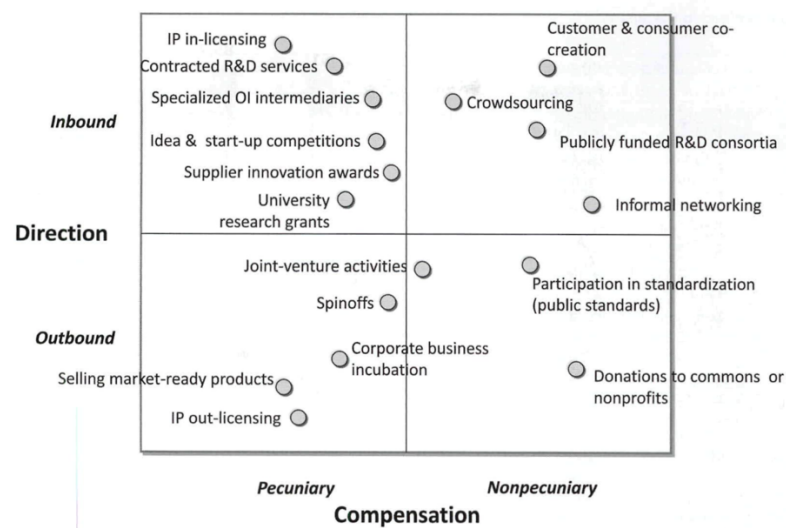 IP in-licensing
Contracted R&D services
Specialized OI intermediaries
Idea & start-up competitions
Supplier innovation awards
University
research grants
Customer & consumer co-
creation
Crowdsourcing
Publicly funded R&D consortia
Informal networking
Inbound
Direction
Outbound
Joint-venture activities
Spinoffs
Corporate business
incubation
Selling market-ready products
IP out-licensing
Participation in standardization
(public standards)
Donations to commons or
nonprofits
Pecuniary
Nonpecuniary
Compensation